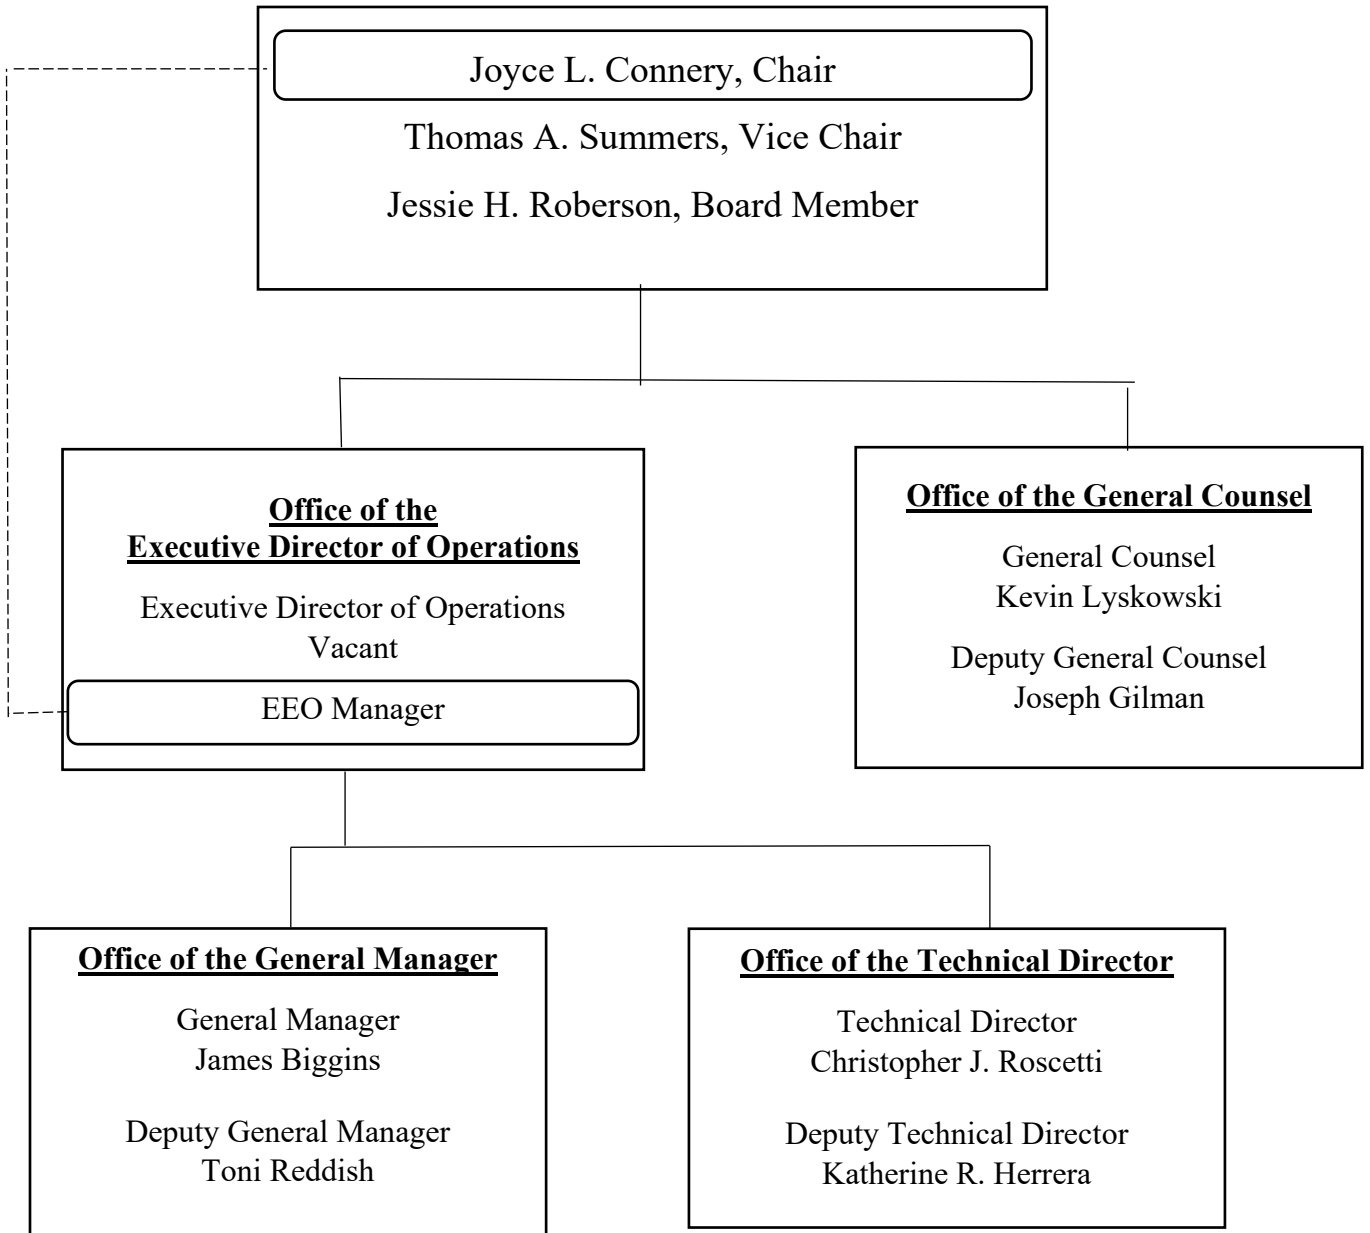 Joyce L. Connery, Chair
Thomas A. Summers, Vice Chair
Jessie H. Roberson, Board Member
Office of the
Executive Director of Operations
Executive Director of Operations
Vacant
EEO Manager
Office of the General Counsel
General Counsel
Kevin Lyskowski
Deputy General Counsel
Joseph Gilman
Office of the General Manager
General Manager
James Biggins
Deputy General Manager
Toni Reddish
Office of the Technical Director
Technical Director
Christopher J. Roscetti
Deputy Technical Director
Katherine R. Herrera